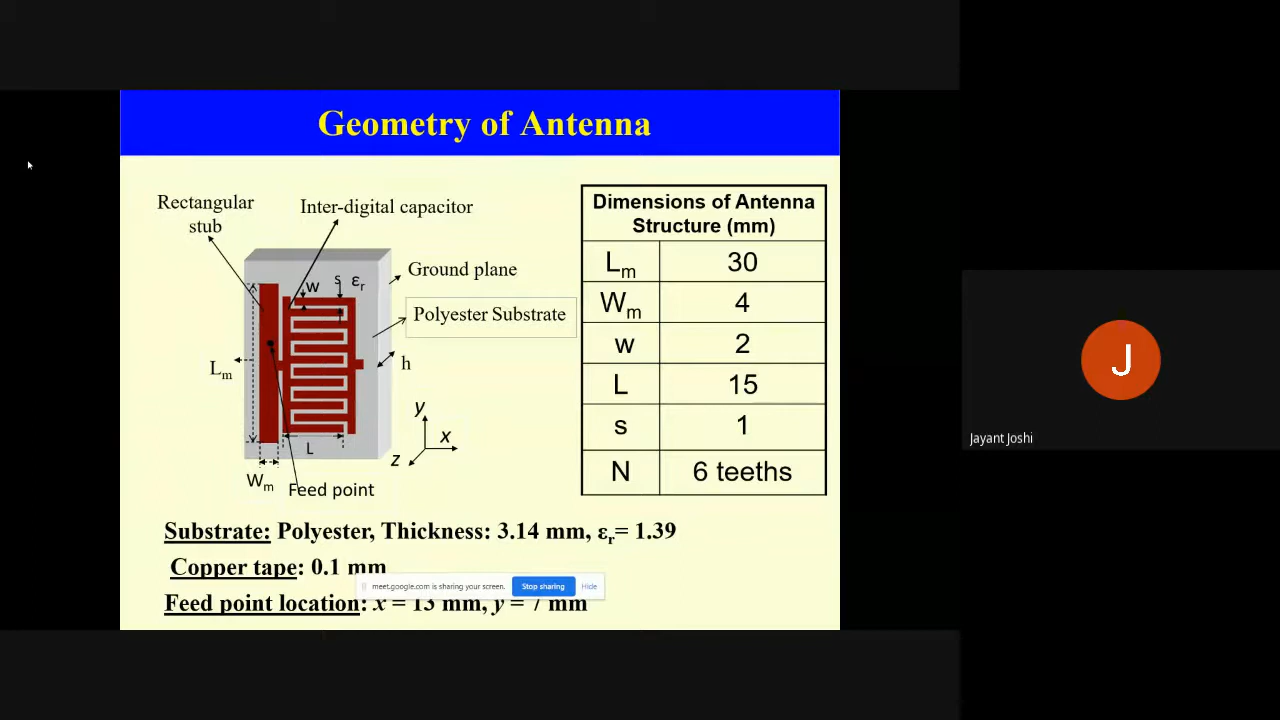 Geometry of Antenna
Rectangular
stub
Inter-digital capacitor
Ground plane
Polyester Substrate
w
s
εr
Lm
h
L
Wm
Feed point
y
x
z
Dimensions of Antenna
Structure (mm)
Lm 30
Wm 4
w 2
L 15
s 1
N 6 teeths
Substrate: Polyester, Thickness: 3.14 mm, εr= 1.39
Copper tape: 0.1 mm
meet.google.com is sharing your screen. Stop sharing Hide
Feed point location: x = 13 mm, y = 7 mm
J
Jayant Joshi